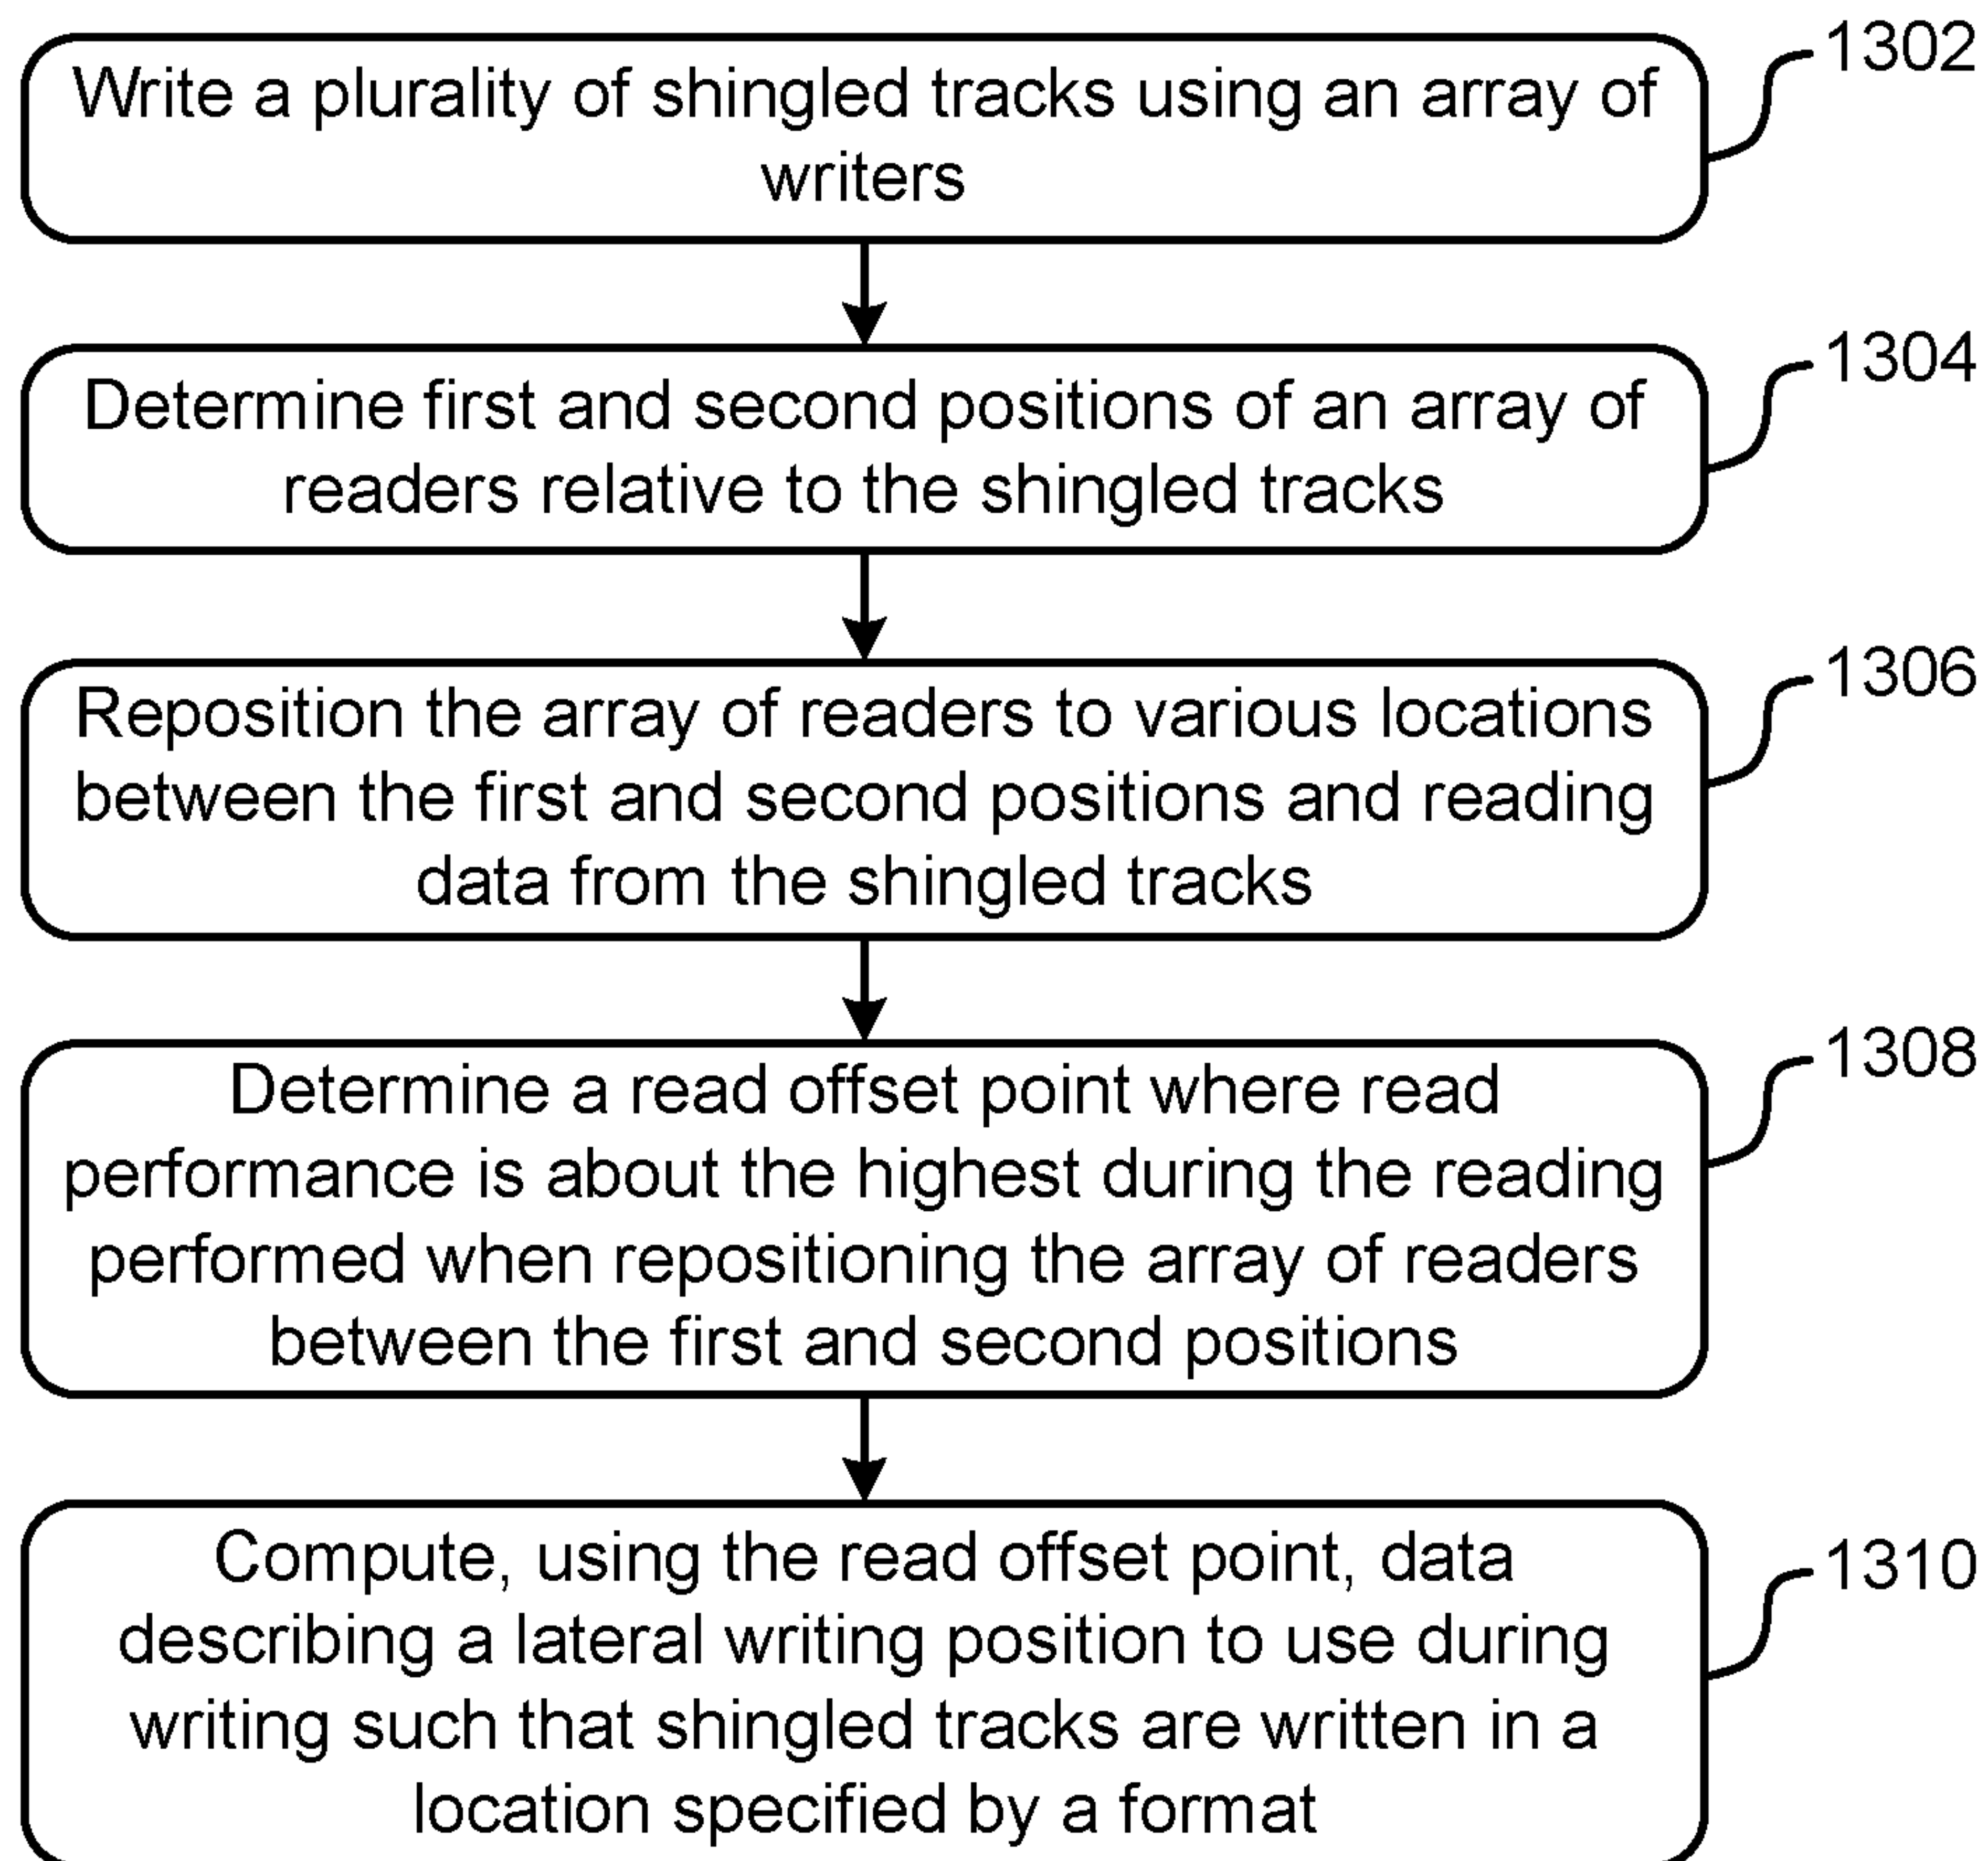 1302
Write a plurality of shingled tracks using an array of
writers
1304
Determine first and second positions of an array of
readers relative to the shingled tracks
1306
Reposition the array of readers to various locations
between the first and second positions and reading
data from the shingled tracks
1308
Determine a read offset point where read
performance is about the highest during the reading
performed when repositioning the array of readers
between the first and second positions
1310
Compute, using the read offset point, data
describing a lateral writing position to use during
writing such that shingled tracks are written in a
location specified by a format